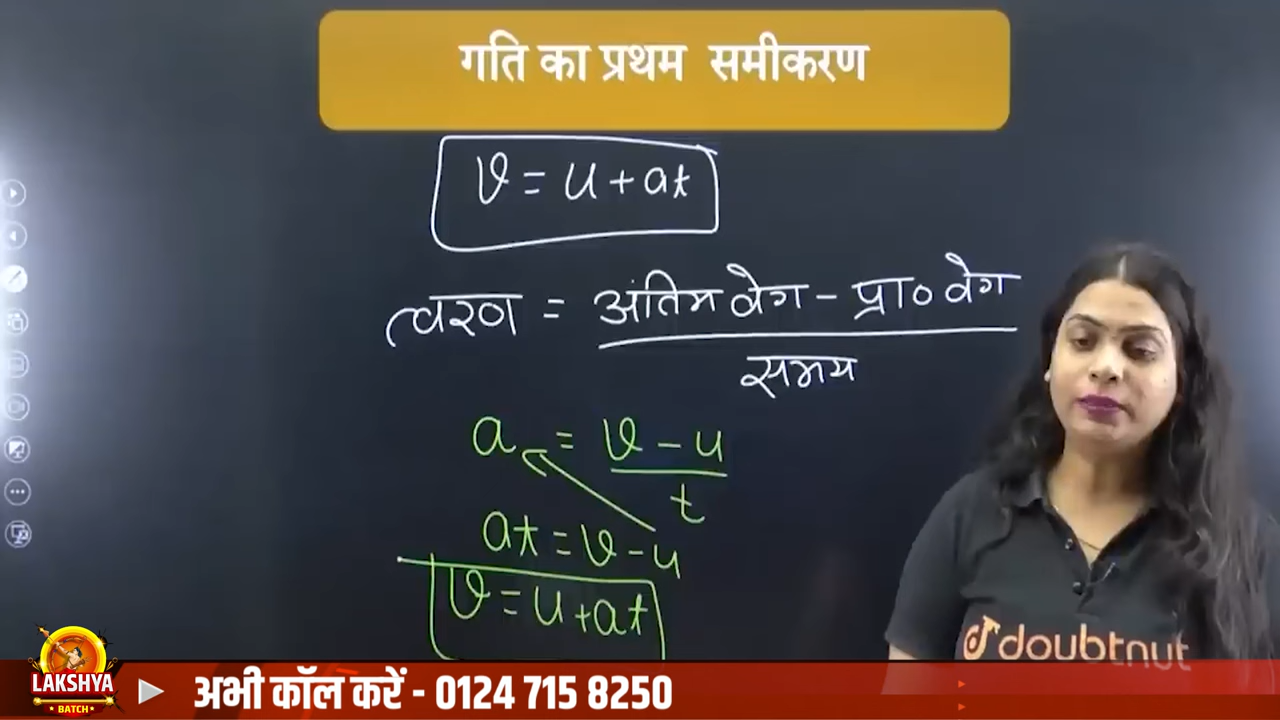 गति का प्रथम समीकरण
v = u + at
त्वरण = अंतिम वेग - प्रा० वेग
समय
a = v - u
t
at = v - u
v = u + at
doubtnut
LAKSHYA
BATCH
अभी कॉल करें - 0124 715 8250